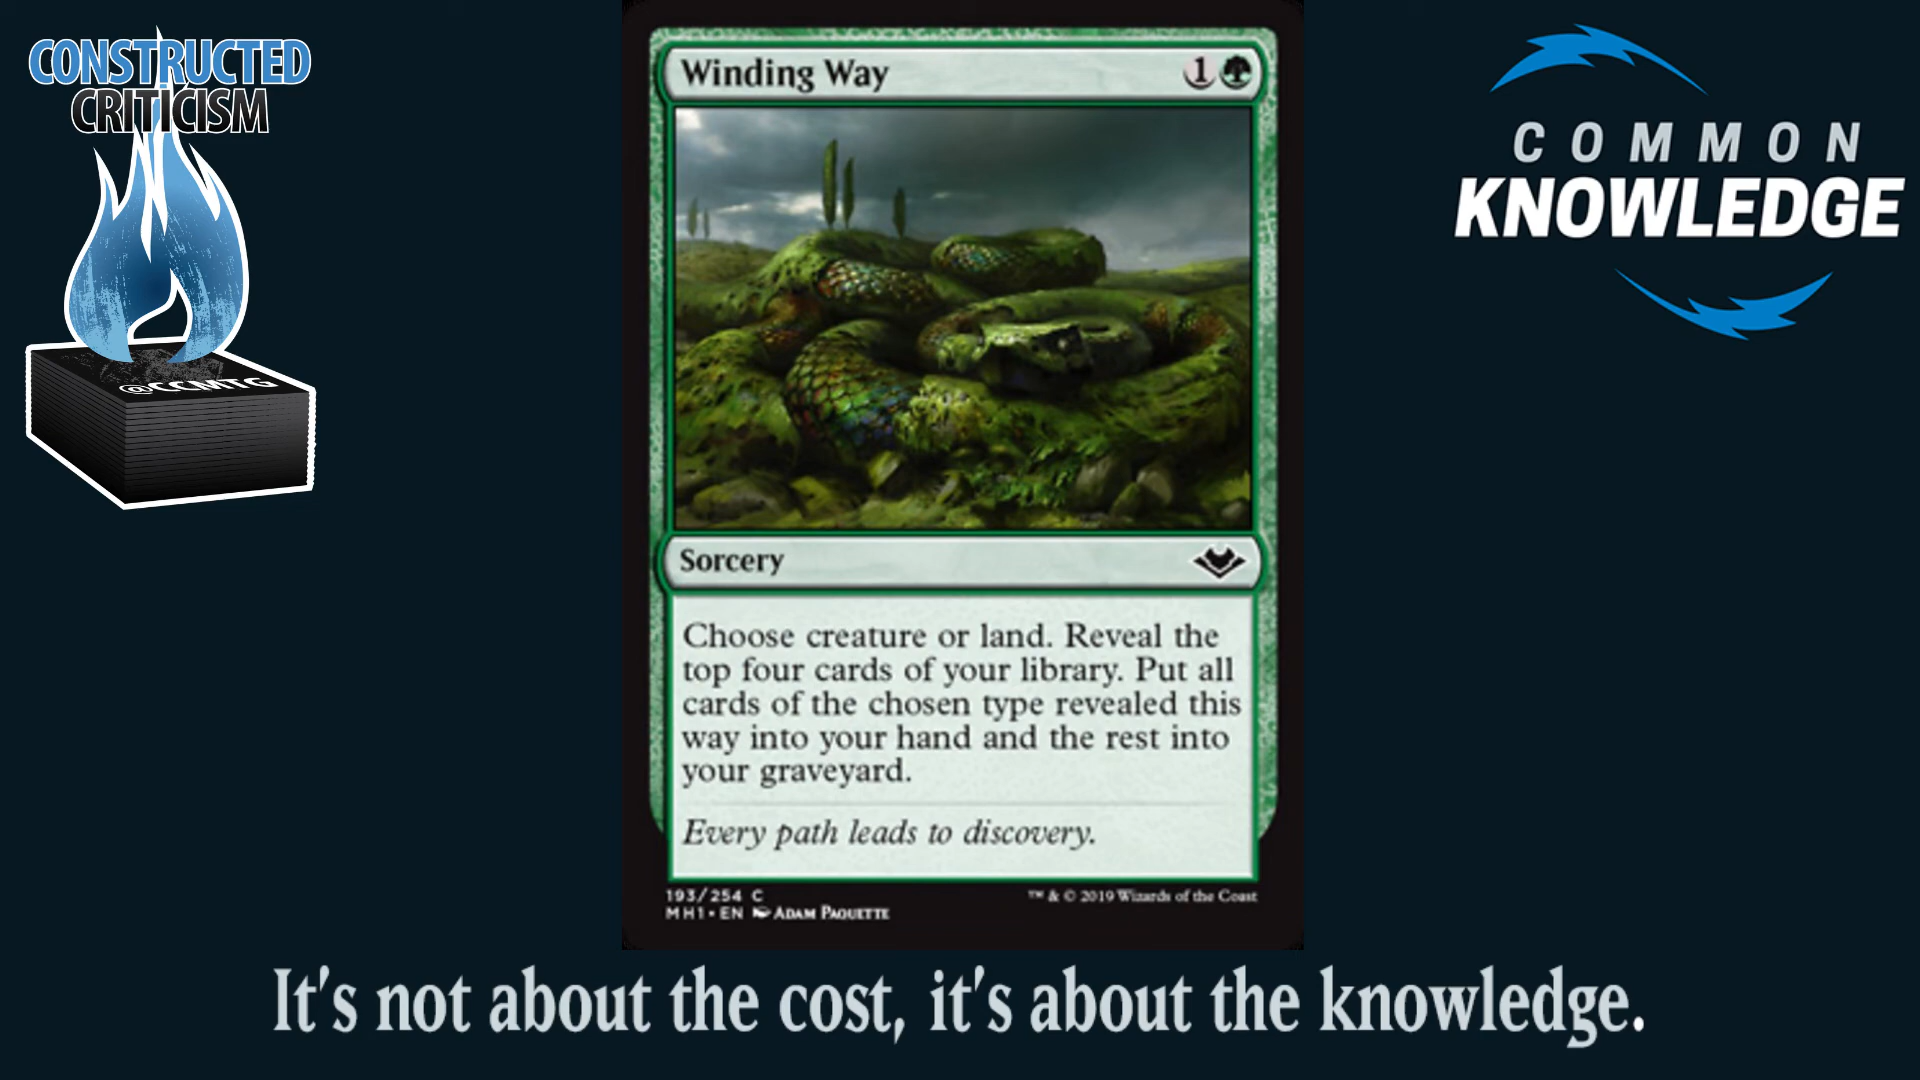 CONSTRUCTED
CRITICISM
@CCMTG
Winding Way
1
COMMON
KNOWLEDGE
Sorcery
Choose creature or land. Reveal the
top four cards of your library. Put all
cards of the chosen type revealed this
way into your hand and the rest into
your graveyard.
Every path leads to discovery.
193/254 C
MH1•EN ADAM PAQUETTE
™ & © 2019 Wizards of the Coast
It's not about the cost, it's about the knowledge.